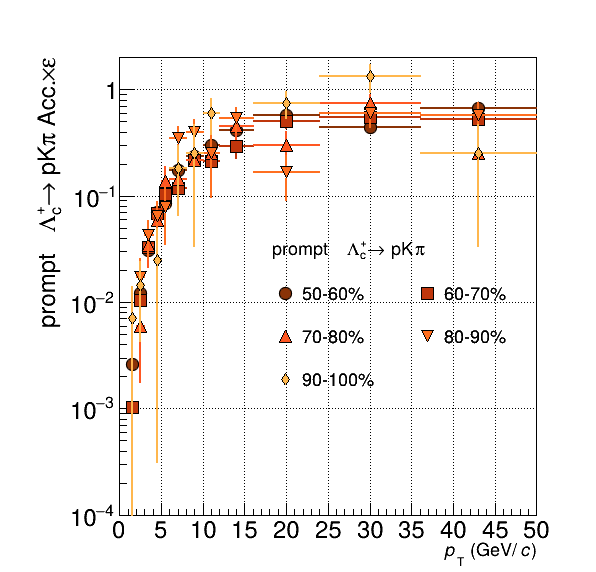 prompt Λc+→ pKπ Acc.×ε
1
10−1
10−2
10−3
10−4
prompt Λc+→ pKπ
50-60% 60-70%
70-80% 80-90%
90-100%
0 5 10 15 20 25 30 35 40 45 50
pT (GeV/c)